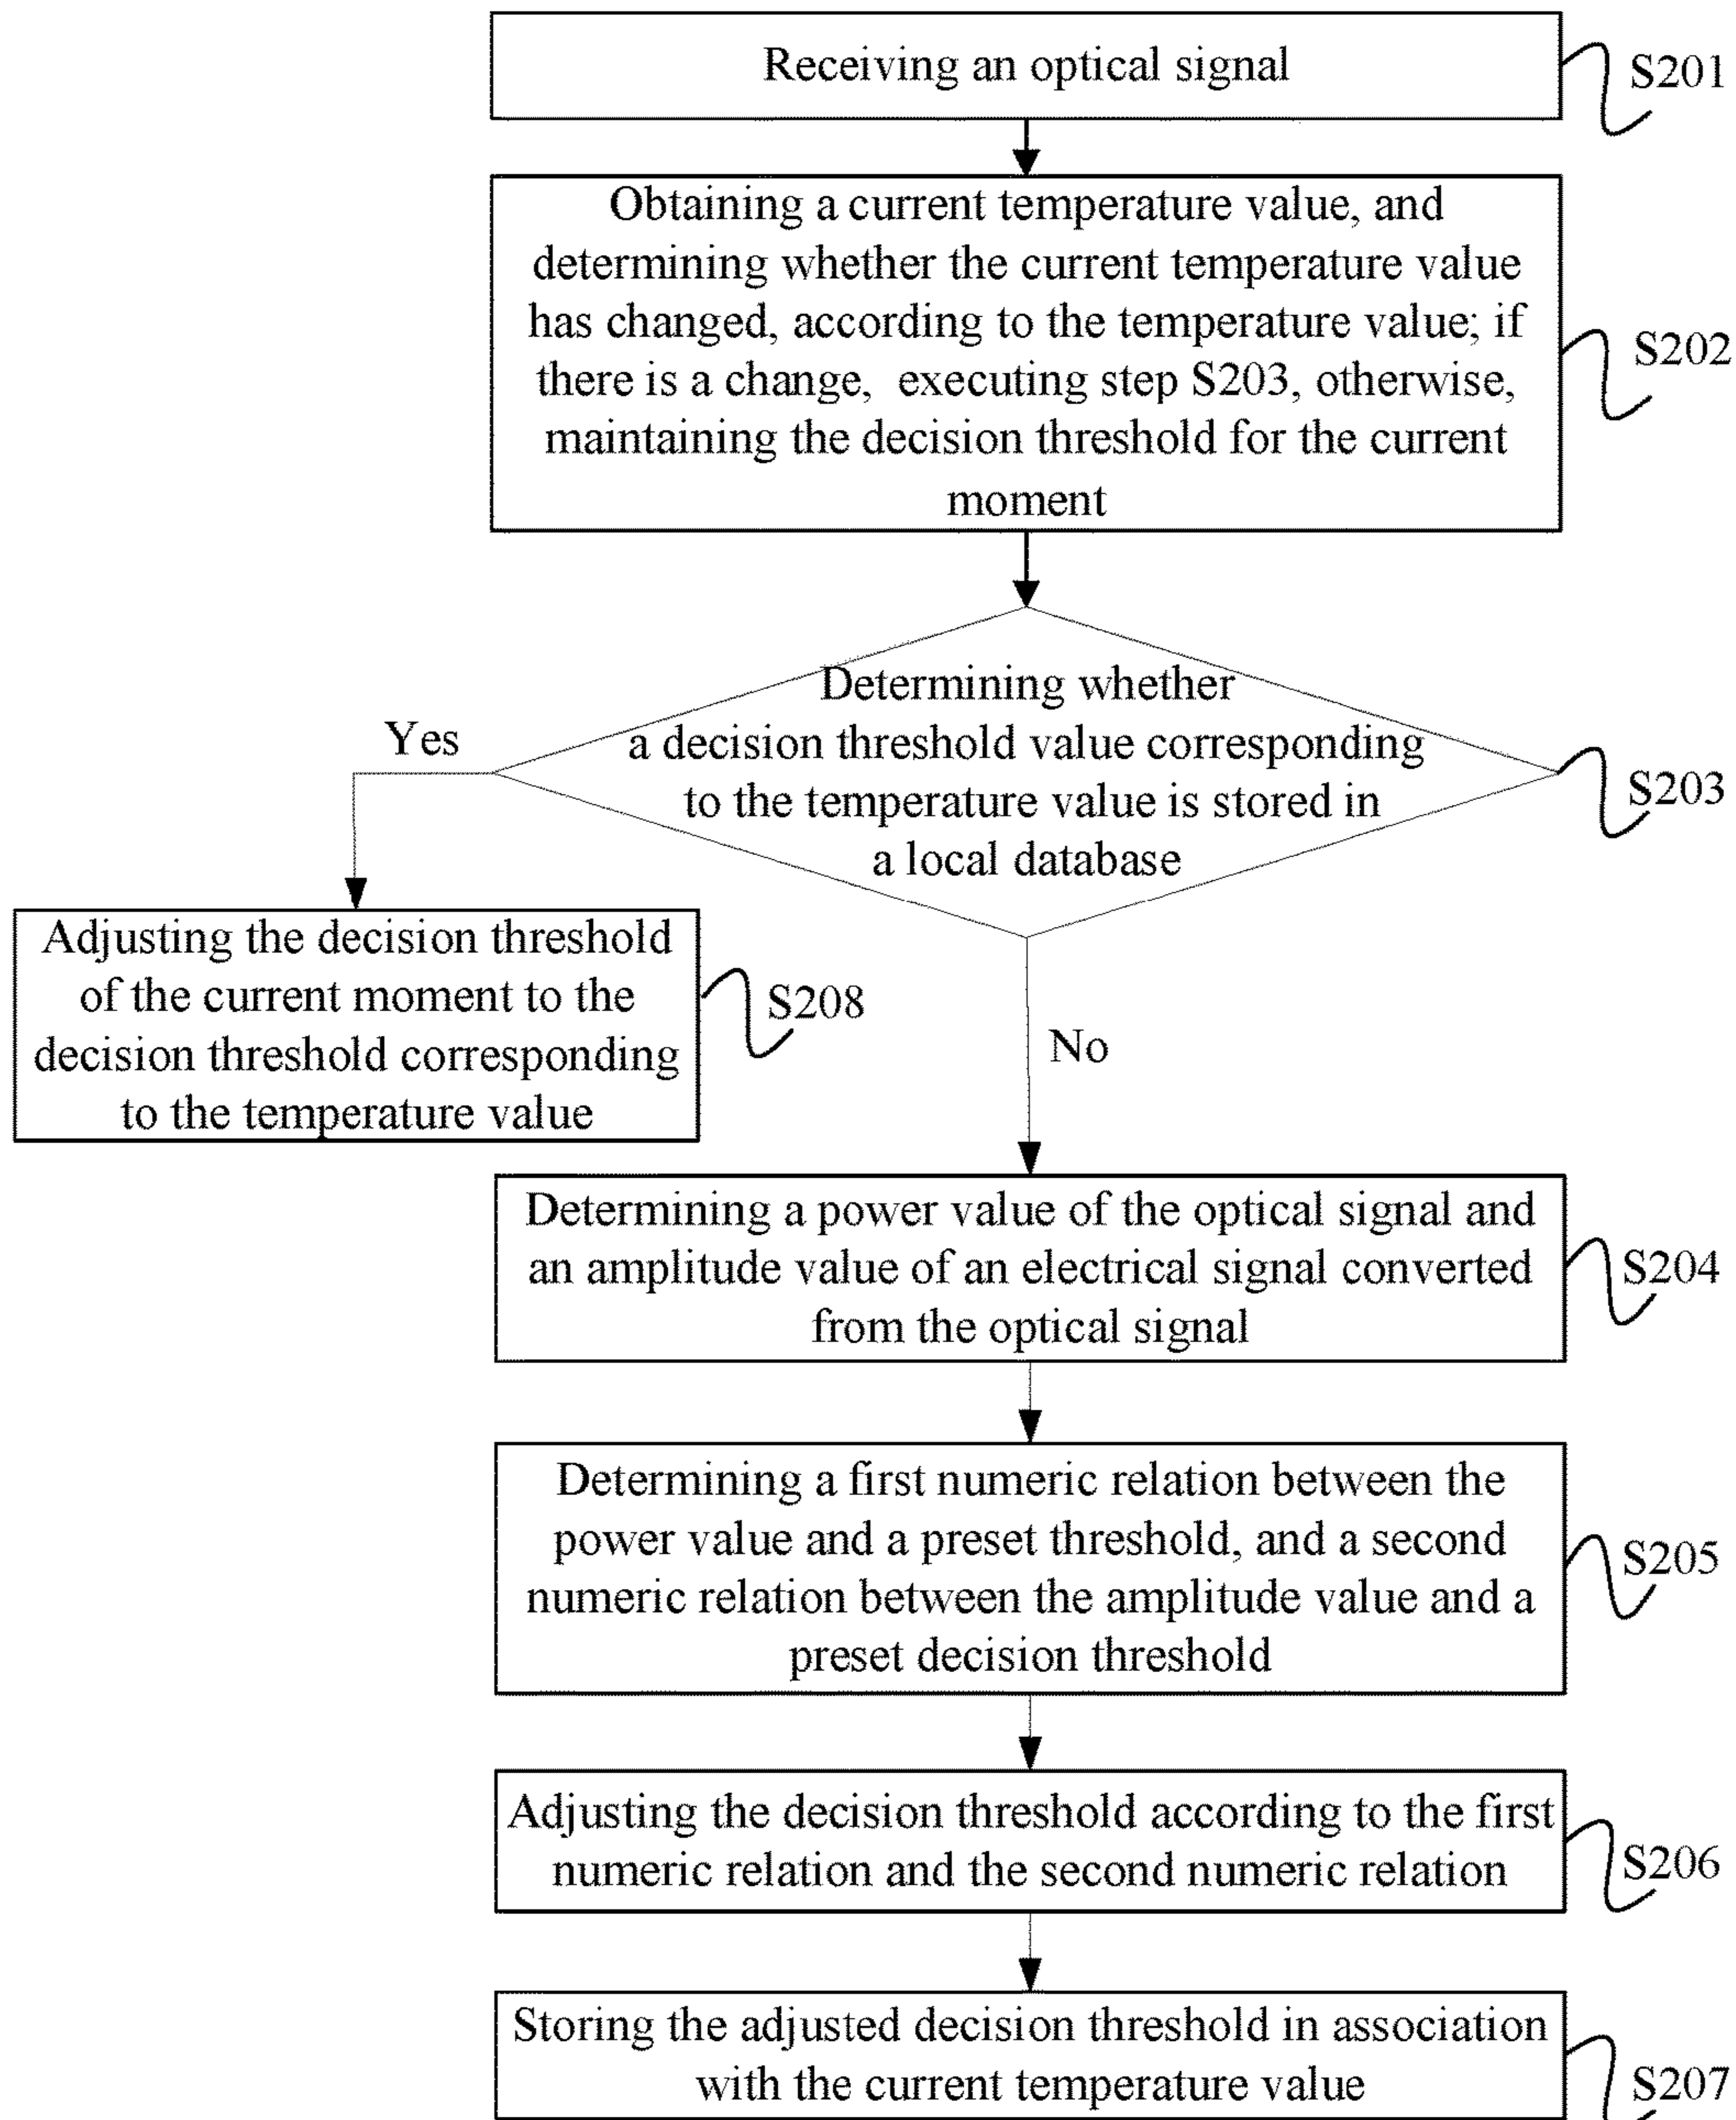 Receiving an optical signal
S201
Obtaining a current temperature value, and
determining whether the current temperature value
has changed, according to the temperature value; if
there is a change, executing step S203, otherwise,
maintaining the decision threshold for the current
moment
S202
Determining whether
a decision threshold value corresponding
to the temperature value is stored in
a local database
S203
Yes
Adjusting the decision threshold
of the current moment to the
decision threshold corresponding
to the temperature value
S208
No
Determining a power value of the optical signal and
an amplitude value of an electrical signal converted
from the optical signal
S204
Determining a first numeric relation between the
power value and a preset threshold, and a second
numeric relation between the amplitude value and a
preset decision threshold
S205
Adjusting the decision threshold according to the first
numeric relation and the second numeric relation
S206
Storing the adjusted decision threshold in association
with the current temperature value
S207